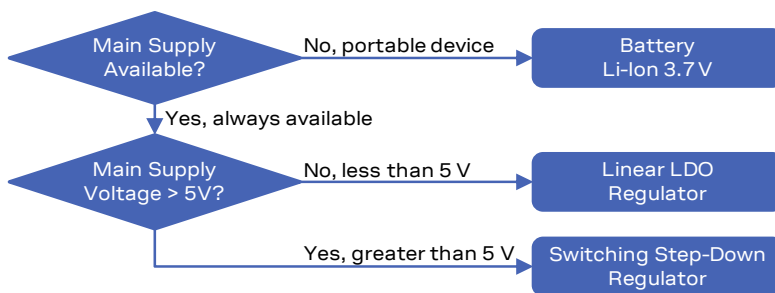 Main Supply
Available?
No, portable device
Battery
Li-Ion 3.7 V
Yes, always available
Main Supply
Voltage > 5V?
No, less than 5 V
Linear LDO
Regulator
Yes, greater than 5 V
Switching Step-Down
Regulator